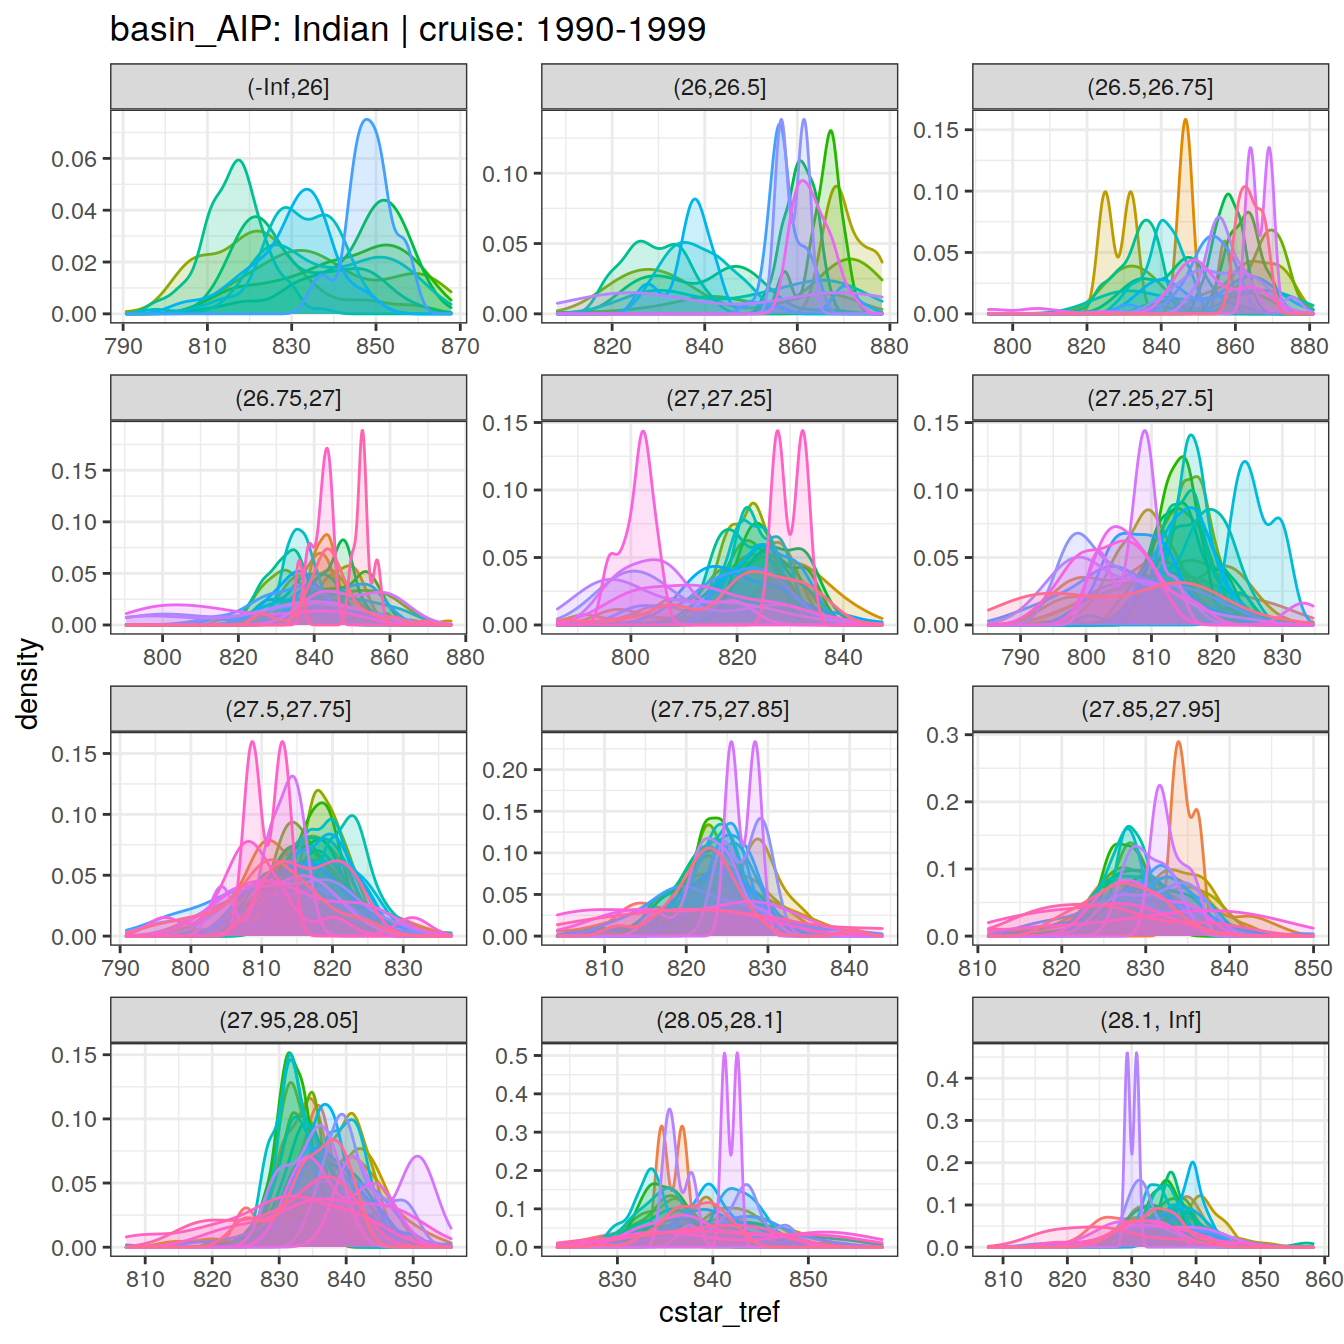 basin_AIP: Indian | cruise: 1990-1999
(-Inf,26] (26,26.5] (26.5,26.75]
0.06 0.04 0.02 0.00
0.10 0.05 0.00
0.15 0.10 0.05 0.00
790 810 830 850 870
820 840 860 880
800 820 840 860 880
(26.75,27] (27,27.25] (27.25,27.5]
0.15 0.10 0.05 0.00
0.15 0.10 0.05 0.00
0.15 0.10 0.05 0.00
800 820 840 860 880
800 820 840
790 800 810 820 830
density
(27.5,27.75] (27.75,27.85] (27.85,27.95]
0.15 0.10 0.05 0.00
0.20 0.15 0.10 0.05 0.00
0.3 0.2 0.1 0.0
790 800 810 820 830
810 820 830 840
810 820 830 840 850
(27.95,28.05] (28.05,28.1] (28.1, Inf]
0.15 0.10 0.05 0.00
0.5 0.4 0.3 0.2 0.1 0.0
0.4 0.3 0.2 0.1 0.0
810 820 830 840 850
830 840 850
810 820 830 840 850 860
cstar_tref